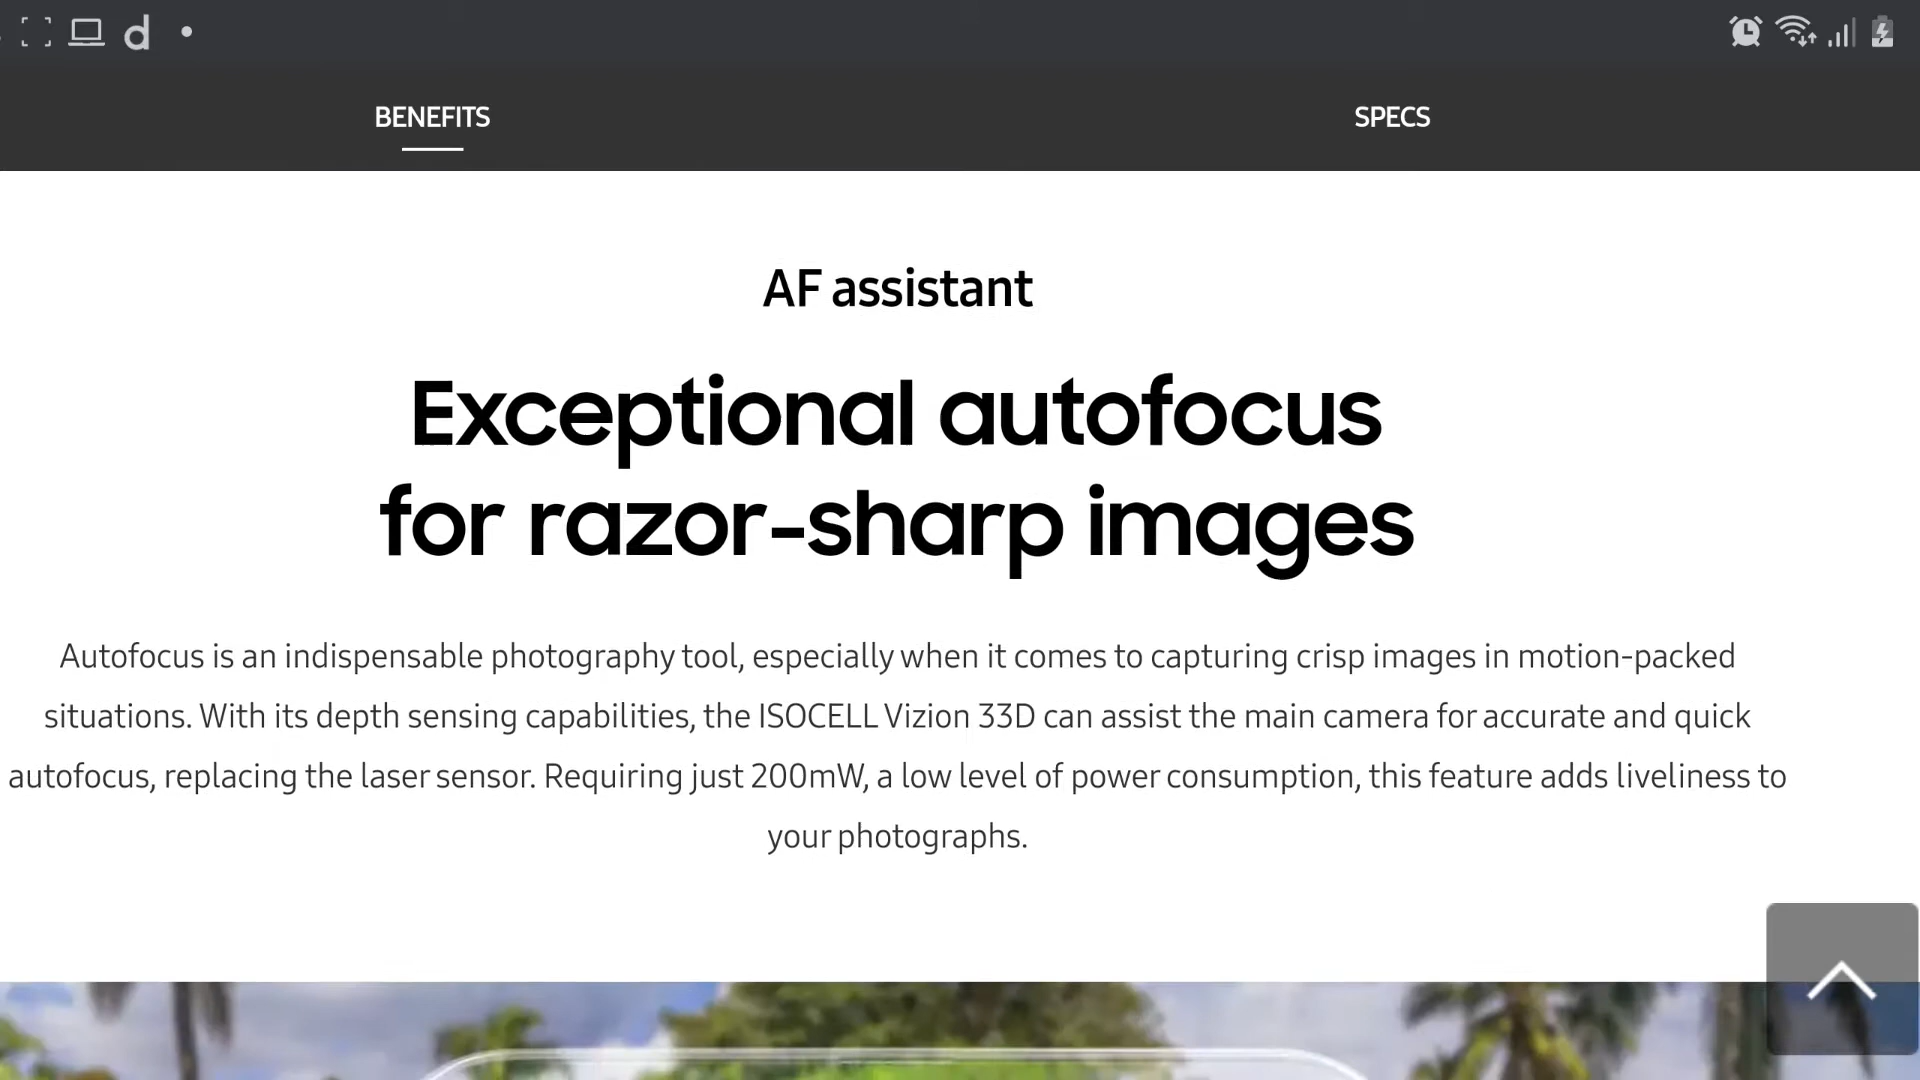 d
BENEFITS
SPECS
AF assistant
Exceptional autofocus
for razor-sharp images
Autofocus is an indispensable photography tool, especially when it comes to capturing crisp images in motion-packed
situations. With its depth sensing capabilities, the ISOCELL Vizion 33D can assist the main camera for accurate and quick
autofocus, replacing the laser sensor. Requiring just 200mW, a low level of power consumption, this feature adds liveliness to
your photographs.